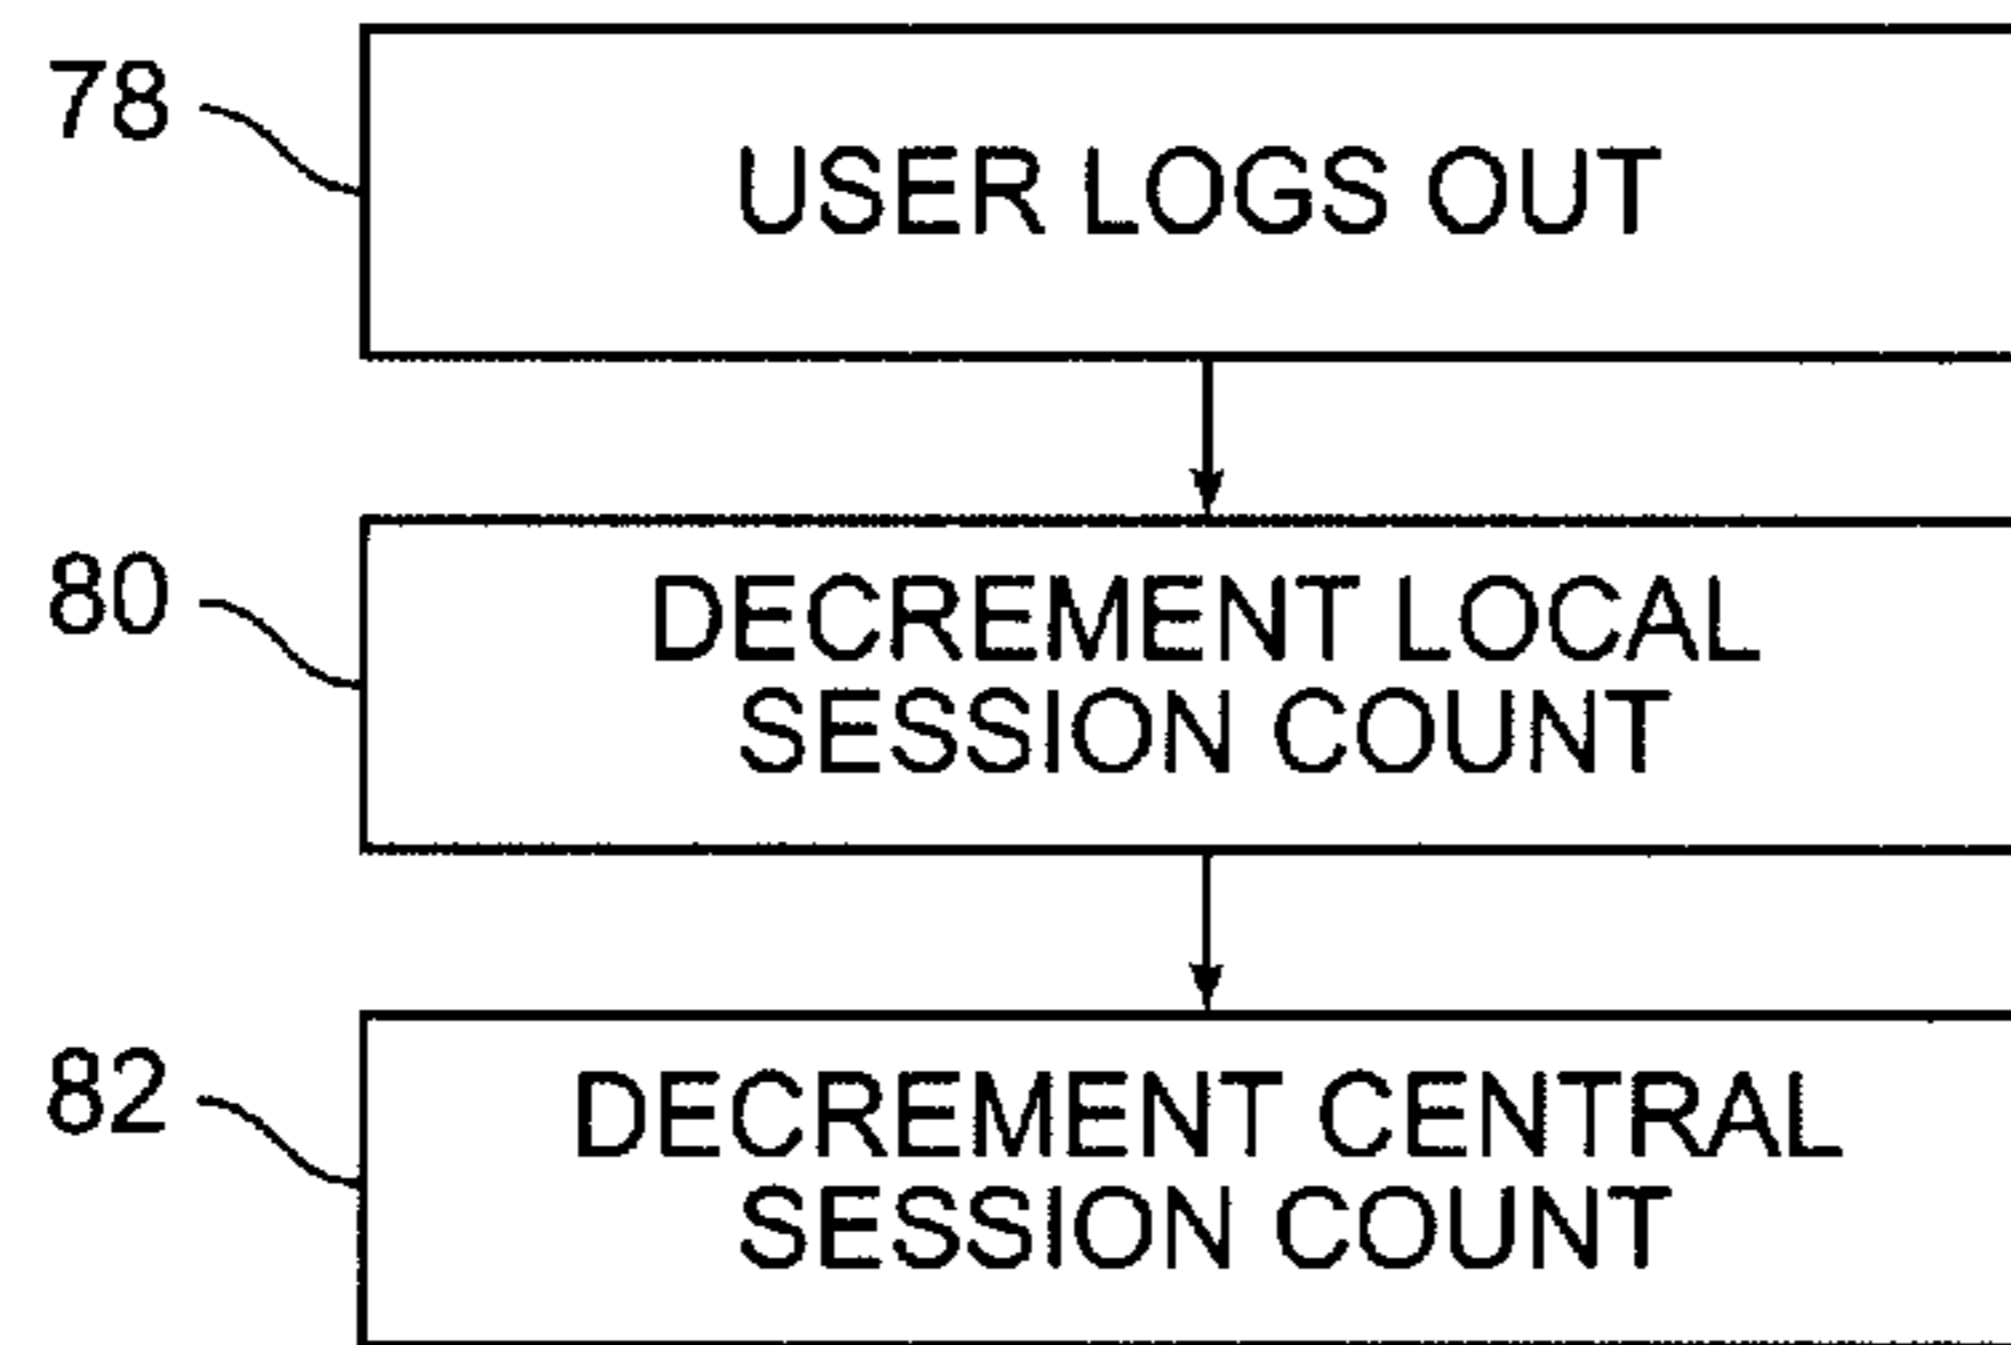 78
USER LOGS OUT
80
DECREMENT LOCAL
SESSION COUNT
82
DECREMENT CENTRAL
SESSION COUNT